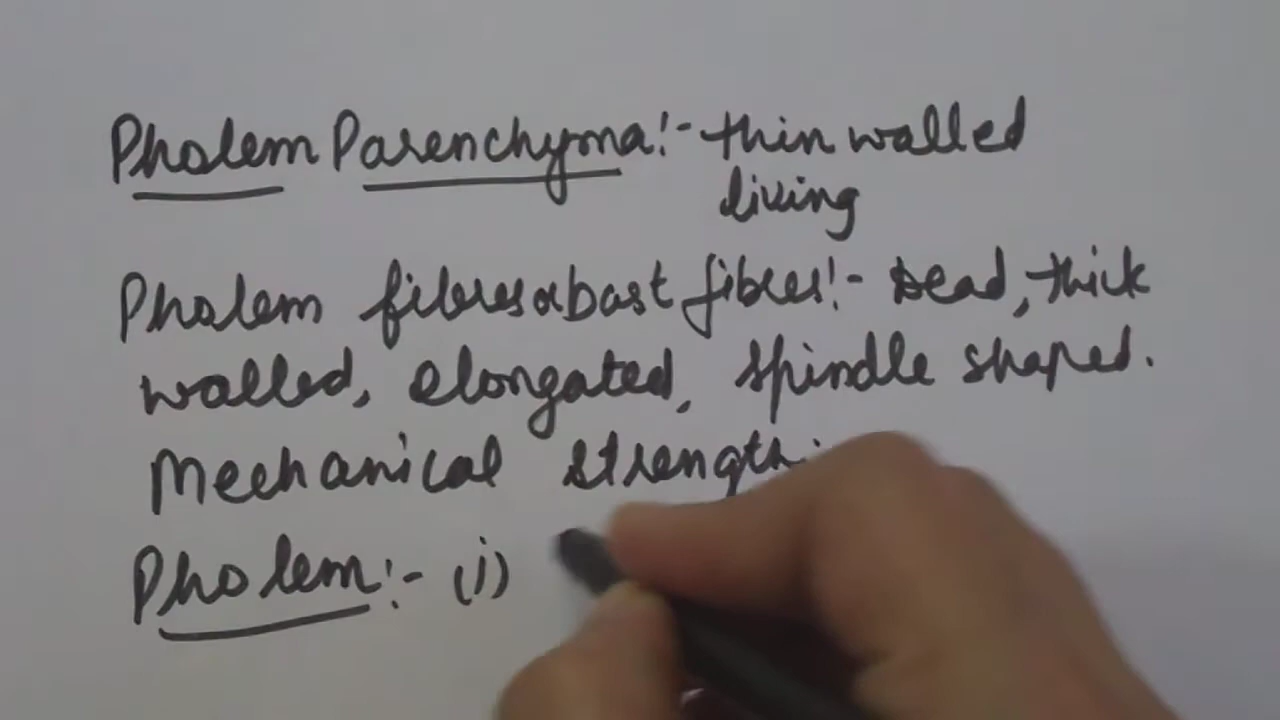 Pholem Parenchyma:- thin walled
living
Pholem fibres or bast fibres:- Dead, thick
walled, elongated, spindle shaped.
Mechanical strength.
Pholem:- (i)